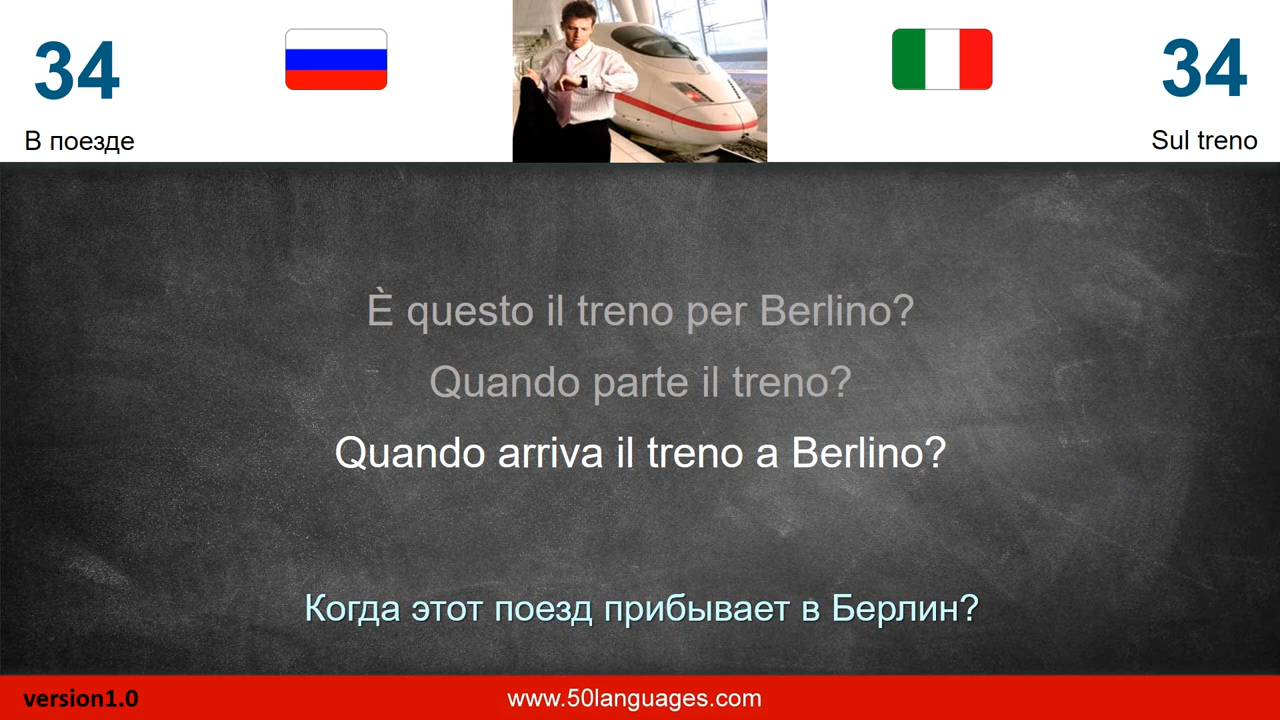 34
34
В поезде
Sul treno
È questo il treno per Berlino?
Quando parte il treno?
Quando arriva il treno a Berlino?
Когда этот поезд прибывает в Берлин?
version1.0
www.50languages.com